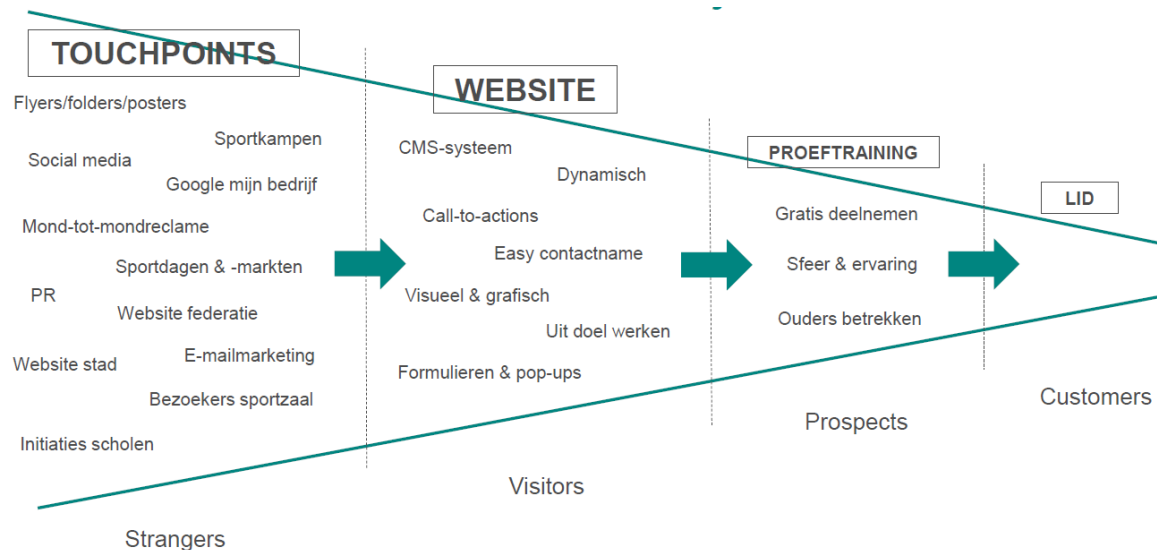 TOUCHPOINTS
Flyers/folders/posters
Sportkampen
Social media
Google mijn bedrijf
Mond-tot-mondreclame
Sportdagen & -markten
PR
Website federatie
Website stad
E-mailmarketing
Bezoekers sportzaal
Initiaties scholen
Strangers
WEBSITE
CMS-systeem
Dynamisch
Call-to-actions
Easy contactname
Visueel & grafisch
Uit doel werken
Formulieren & pop-ups
Visitors
PROEFTRAINING
Gratis deelnemen
Sfeer & ervaring
Ouders betrekken
Prospects
LID
Customers